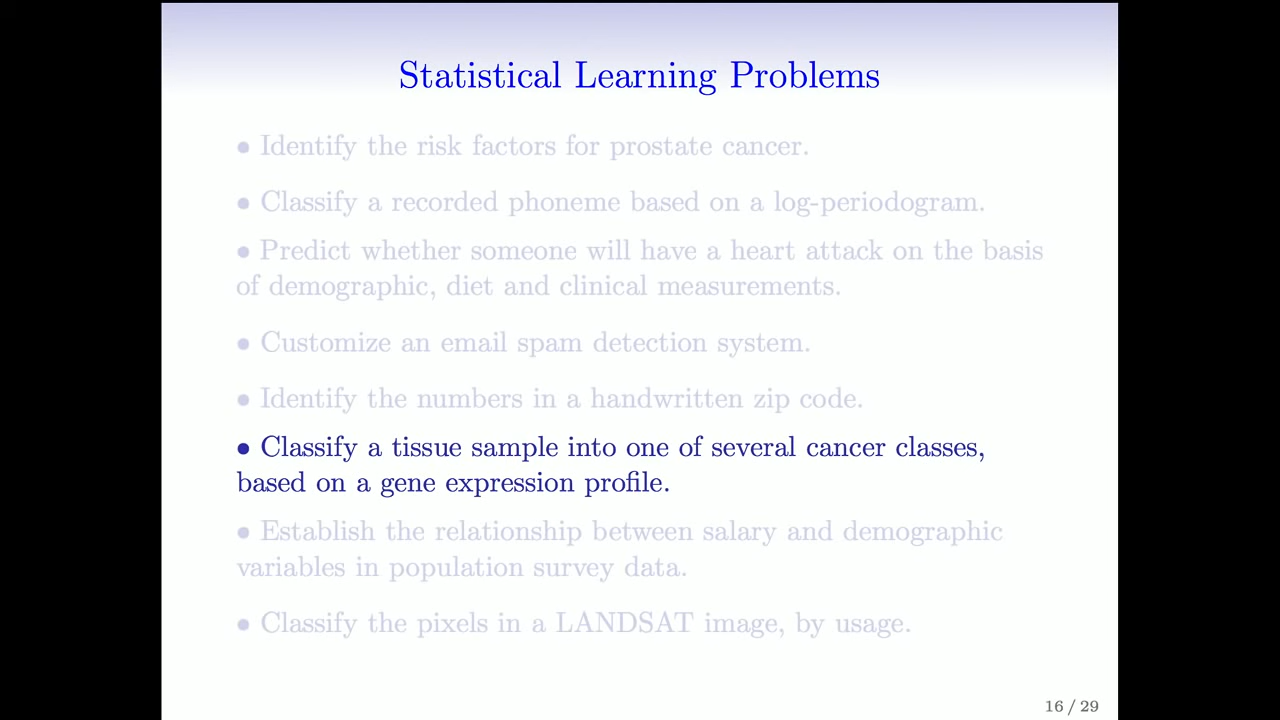 Statistical Learning Problems
• Identify the risk factors for prostate cancer.
• Classify a recorded phoneme based on a log-periodogram.
• Predict whether someone will have a heart attack on the basis
of demographic, diet and clinical measurements.
• Customize an email spam detection system.
• Identify the numbers in a handwritten zip code.
• Classify a tissue sample into one of several cancer classes,
based on a gene expression profile.
• Establish the relationship between salary and demographic
variables in population survey data.
• Classify the pixels in a LANDSAT image, by usage.
16 / 29